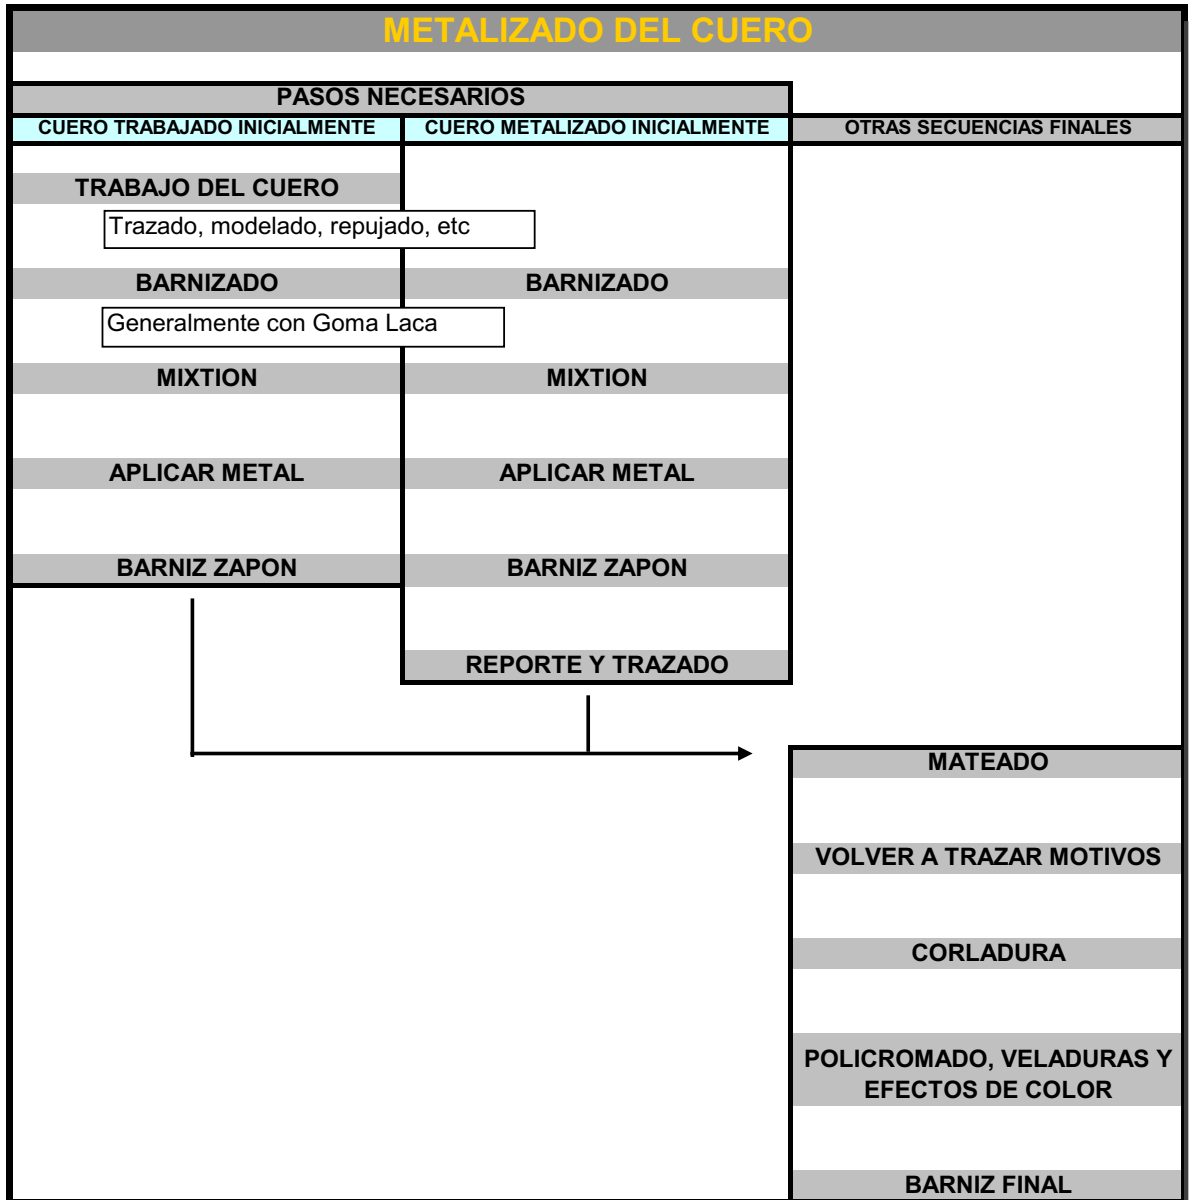 METALIZADO DEL CUERO
PASOS NECESARIOS
CUERO TRABAJADO INICIALMENTE
CUERO METALIZADO INICIALMENTE
OTRAS SECUENCIAS FINALES
TRABAJO DEL CUERO
Trazado, modelado, repujado, etc
BARNIZADO
BARNIZADO
Generalmente con Goma Laca
MIXTION
MIXTION
APLICAR METAL
APLICAR METAL
BARNIZ ZAPON
BARNIZ ZAPON
REPORTE Y TRAZADO
MATEADO
VOLVER A TRAZAR MOTIVOS
CORLADURA
POLICROMADO, VELADURAS Y
EFECTOS DE COLOR
BARNIZ FINAL